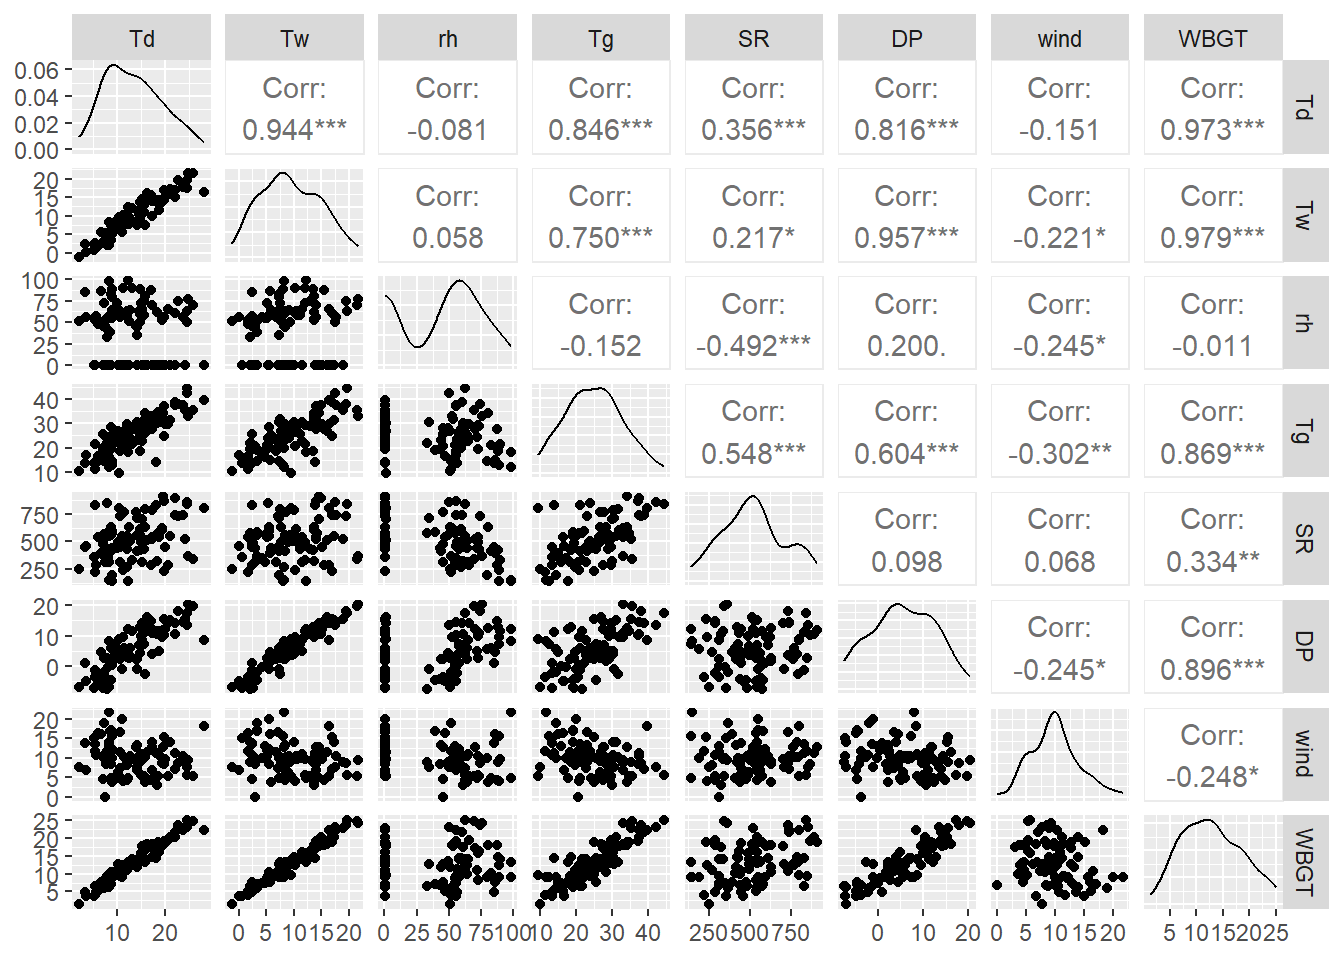 Td Tw rh Tg SR DP wind WBGT
0.06
0.04
0.02
0.00
Corr: Corr: Corr: Corr: Corr: Corr: Corr:
0.944*** -0.081 0.846*** 0.356*** 0.816*** -0.151 0.973***
Td
20
15
10
5
0
Corr: Corr: Corr: Corr: Corr: Corr:
0.058 0.750*** 0.217* 0.957*** -0.221* 0.979***
Tw
100
75
50
25
0
Corr: Corr: Corr: Corr: Corr:
-0.152 -0.492*** 0.200. -0.245* -0.011
rh
40
30
20
10
Corr: Corr: Corr: Corr:
0.548*** 0.604*** -0.302** 0.869***
Tg
750
500
250
Corr: Corr: Corr:
0.098 0.068 0.334**
SR
20
10
0
Corr: Corr:
-0.245* 0.896***
DP
20
15
10
5
0
Corr:
-0.248*
wind
25
20
15
10
5
WBGT
10 20 0 5 10 15 20 0 25 50 75 100 10 20 30 40 250 500 750 0 10 20 0 5 10 15 20 5 10 15 20 25